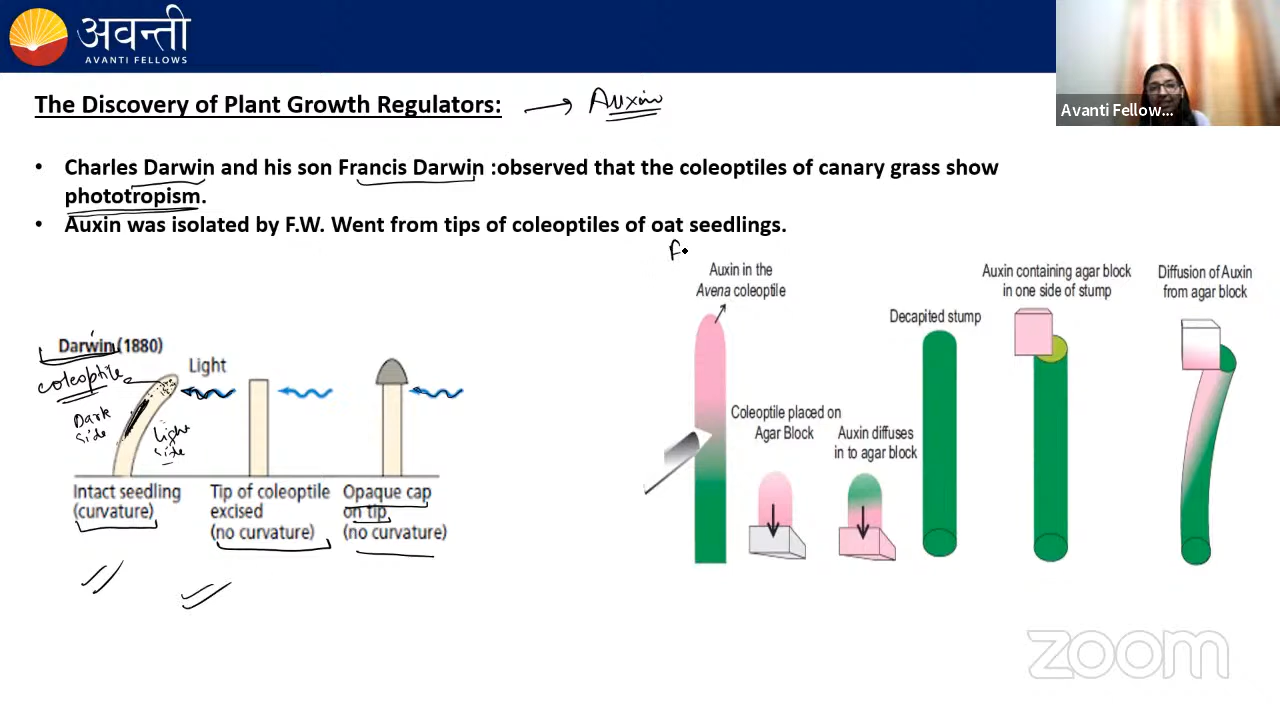 अवन्ती
AVANTI FELLOWS
Avanti Fellow...
The Discovery of Plant Growth Regulators: → Auxin
• Charles Darwin and his son Francis Darwin :observed that the coleoptiles of canary grass show
phototropism.
• Auxin was isolated by F.W. Went from tips of coleoptiles of oat seedlings.
F
Darwin (1880)
Light
coleoptile
Dark
side
light
side
Intact seedling
(curvature)
Tip of coleoptile
excised
(no curvature)
Opaque cap
on tip
(no curvature)
Auxin in the
Avena coleoptile
Coleoptile placed on
Agar Block
Auxin diffuses
in to agar block
Decapited stump
Auxin containing agar block
in one side of stump
Diffusion of Auxin
from agar block
zoom